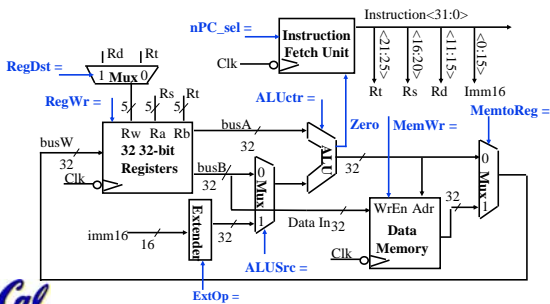 Instruction<31:0>
nPC_sel =
Instruction
Fetch Unit
Clk
<21:25>
<16:20>
<11:15>
<0:15>
Rt
Rs
Rd
Imm16
Rd
Rt
RegDst =
1 Mux 0
RegWr =
5
5
5
Rs
Rt
ALUctr =
Zero
MemWr =
MemtoReg =
busW
32
Clk
Rw Ra Rb
32 32-bit
Registers
busA
32
busB
32
ALU
32
0
Mux
1
32
Data In
32
WrEn Adr
Data
Memory
Clk
32
0
Mux
1
imm16
16
Extender
32
ALUSrc =
ExtOp =
Cal